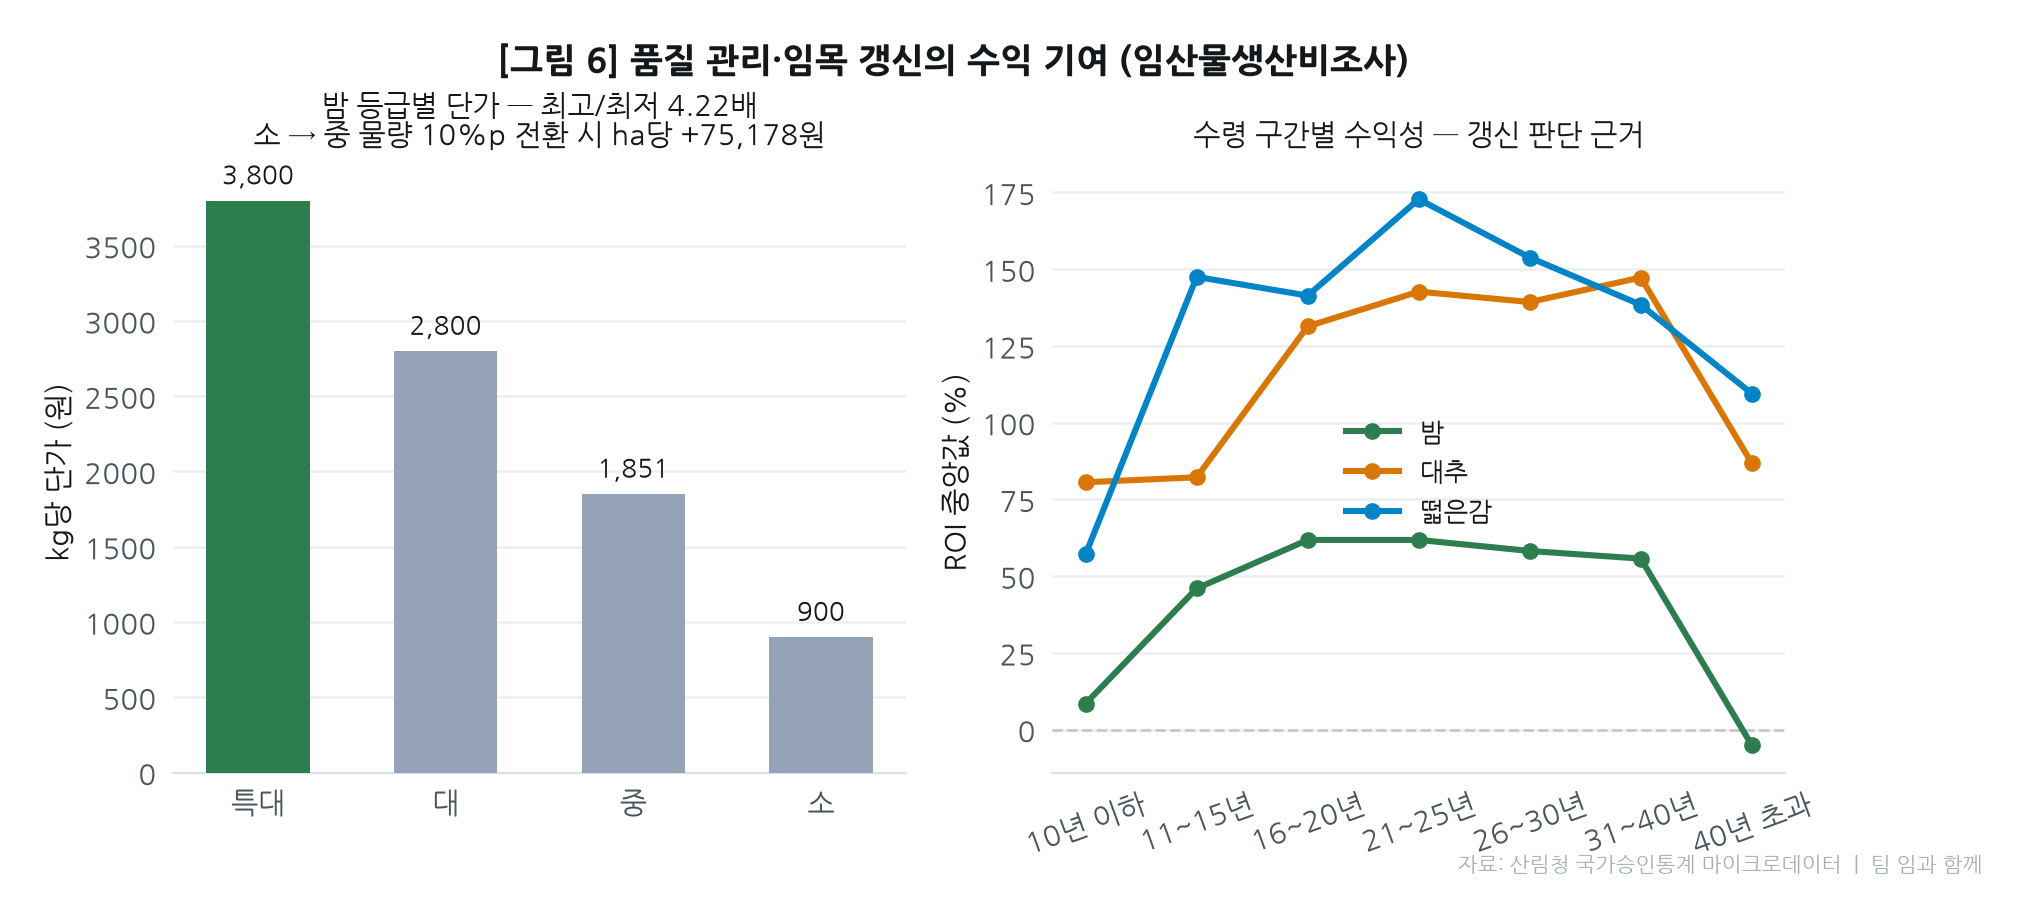 [그림 6] 품질 관리·임목 갱신의 수익 기여 (임산물생산비조사)
밤 등급별 단가 — 최고/최저 4.22배
소 → 중 물량 10%p 전환 시 ha당 +75,178원
kg당 단가 (원)
3500
3000
2500
2000
1500
1000
500
0
3,800
2,800
1,851
900
특대
대
중
소
수령 구간별 수익성 — 갱신 판단 근거
ROI 중앙값 (%)
175
150
125
100
75
50
25
0
밤
대추
떫은감
10년 이하
11~15년
16~20년
21~25년
26~30년
31~40년
40년 초과
자료: 산림청 국가승인통계 마이크로데이터 | 팀 임과 함께